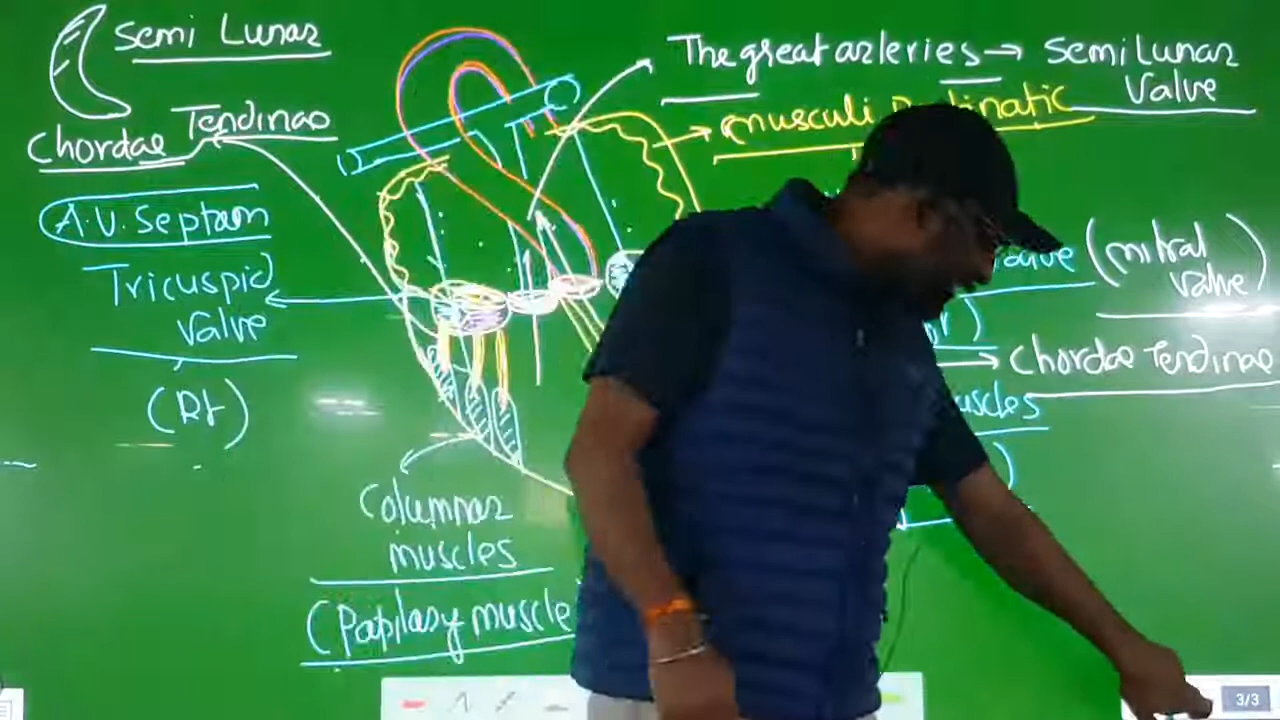 Semi Lunar
Chordae Tendinae
A.V. Septam
Tricuspid
Valve
(Rt)
Columnar
muscles
(Papilary muscle
The great arteries → Semi Lunar
Valve
musculi
(mitral
valve)
Chordae Tendinae
3/3